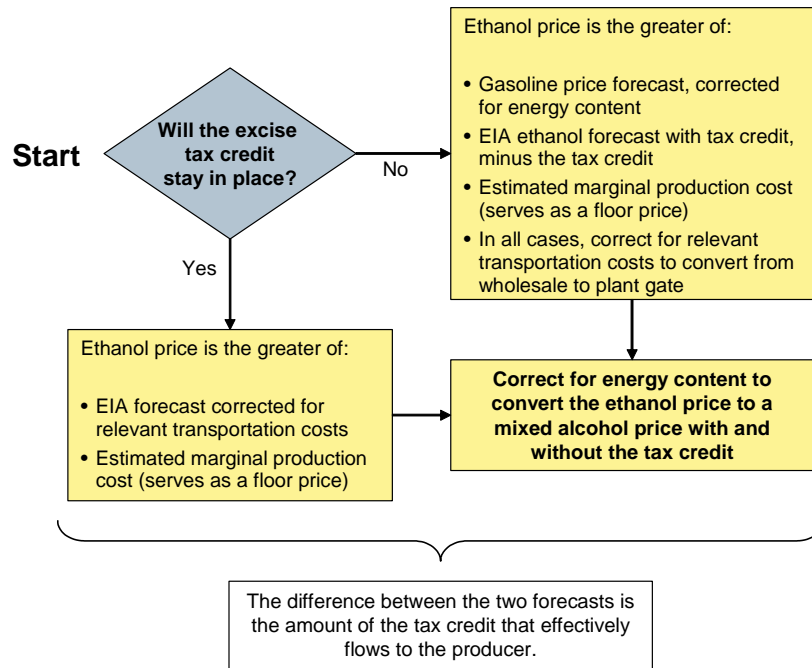 Start
Will the excise
tax credit
stay in place?
No
Yes
Ethanol price is the greater of:
• Gasoline price forecast, corrected
for energy content
• EIA ethanol forecast with tax credit,
minus the tax credit
• Estimated marginal production cost
(serves as a floor price)
• In all cases, correct for relevant
transportation costs to convert from
wholesale to plant gate
Ethanol price is the greater of:
• EIA forecast corrected for
relevant transportation costs
• Estimated marginal production
cost (serves as a floor price)
Correct for energy content to
convert the ethanol price to a
mixed alcohol price with and
without the tax credit
The difference between the two forecasts is
the amount of the tax credit that effectively
flows to the producer.